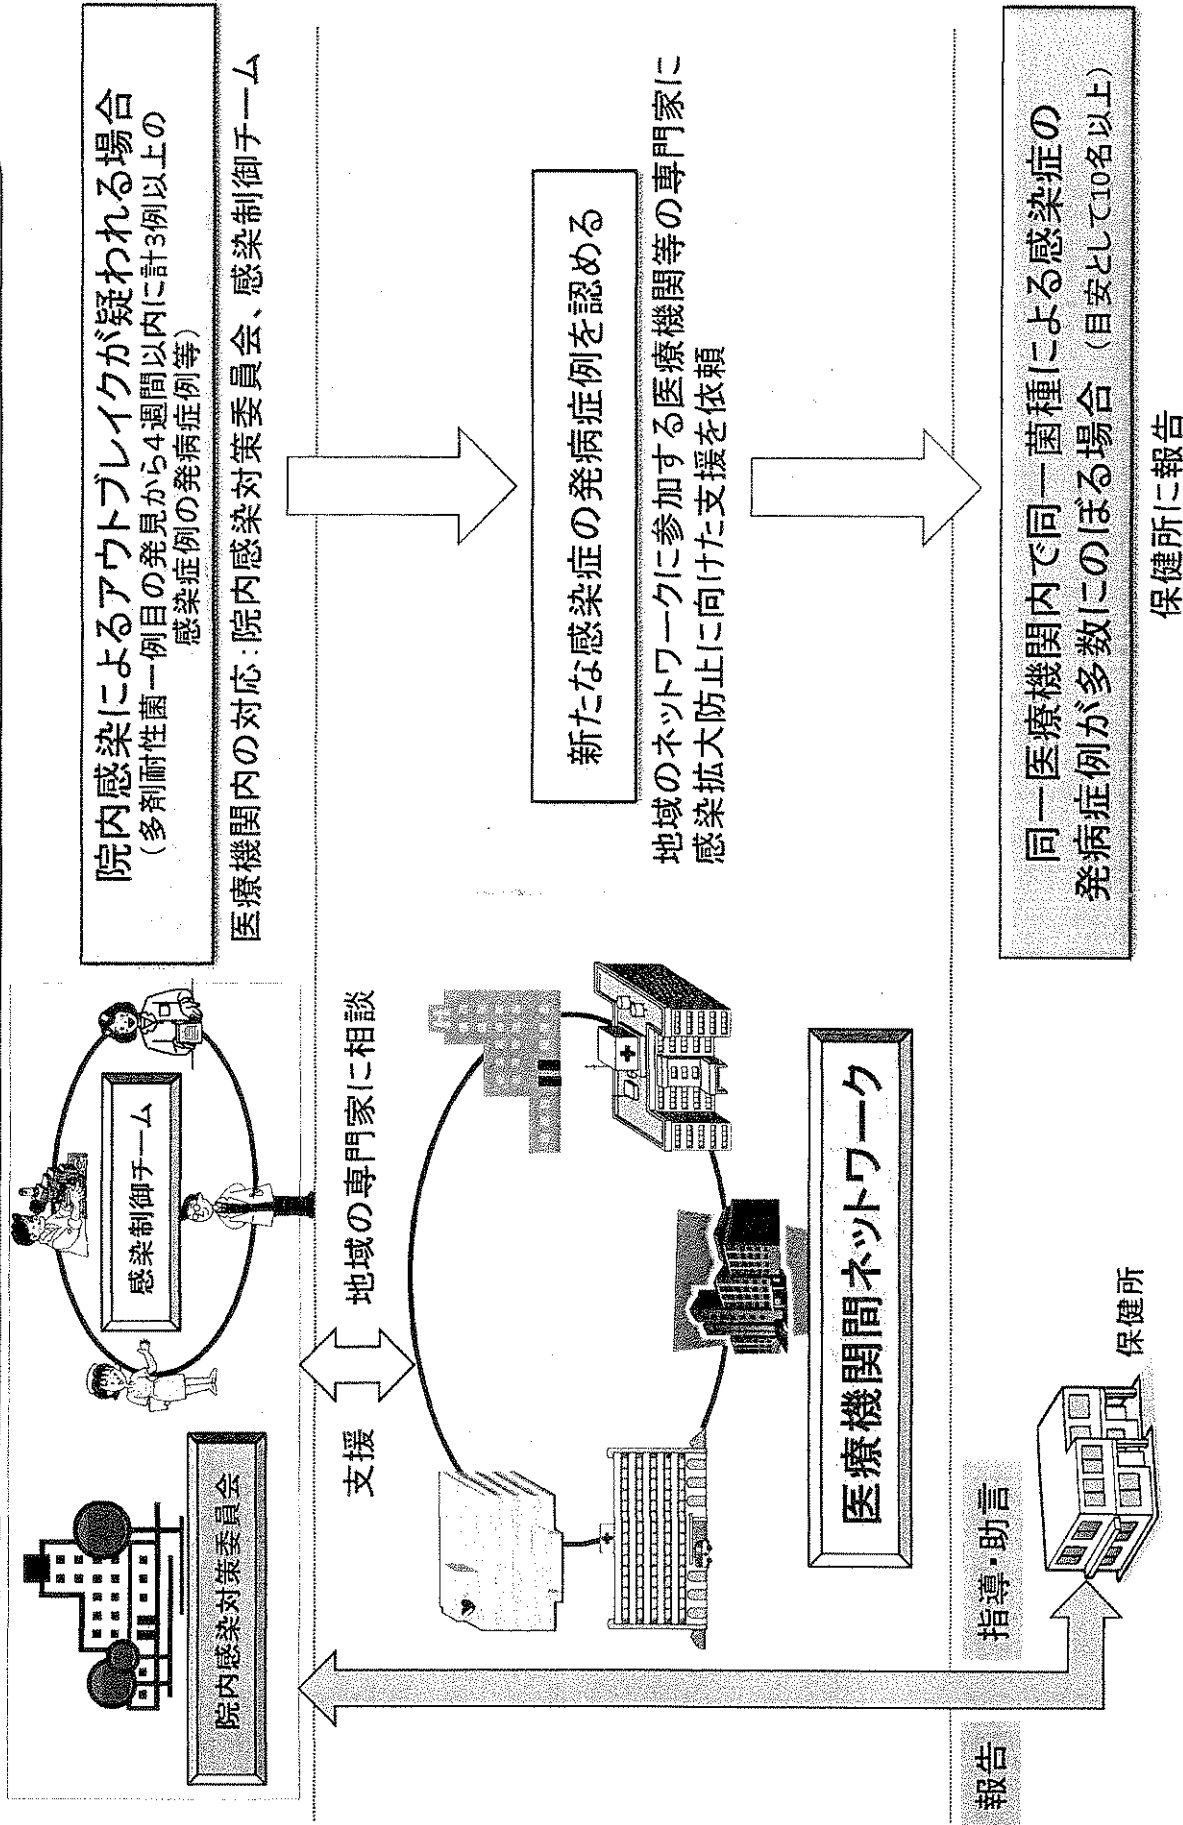 院内感染対策委員会
感染制御チーム
院内感染によるアウトブレイクが疑われる場合
(多剤耐性菌一例目の発見から4週間以内に計3例以上の
感染症例の発病症例等)
医療機関内の対応:院内感染対策委員会、感染制御チーム
支援
地域の専門家に相談
医療機関間ネットワーク
新たな感染症の発病症例を認める
地域のネットワークに参加する医療機関等の専門家に
感染拡大防止に向けた支援を依頼
報告
指導・助言
保健所
同一医療機関内で同一菌種による感染症の
発病症例が多数にのぼる場合(目安として10名以上)
保健所に報告